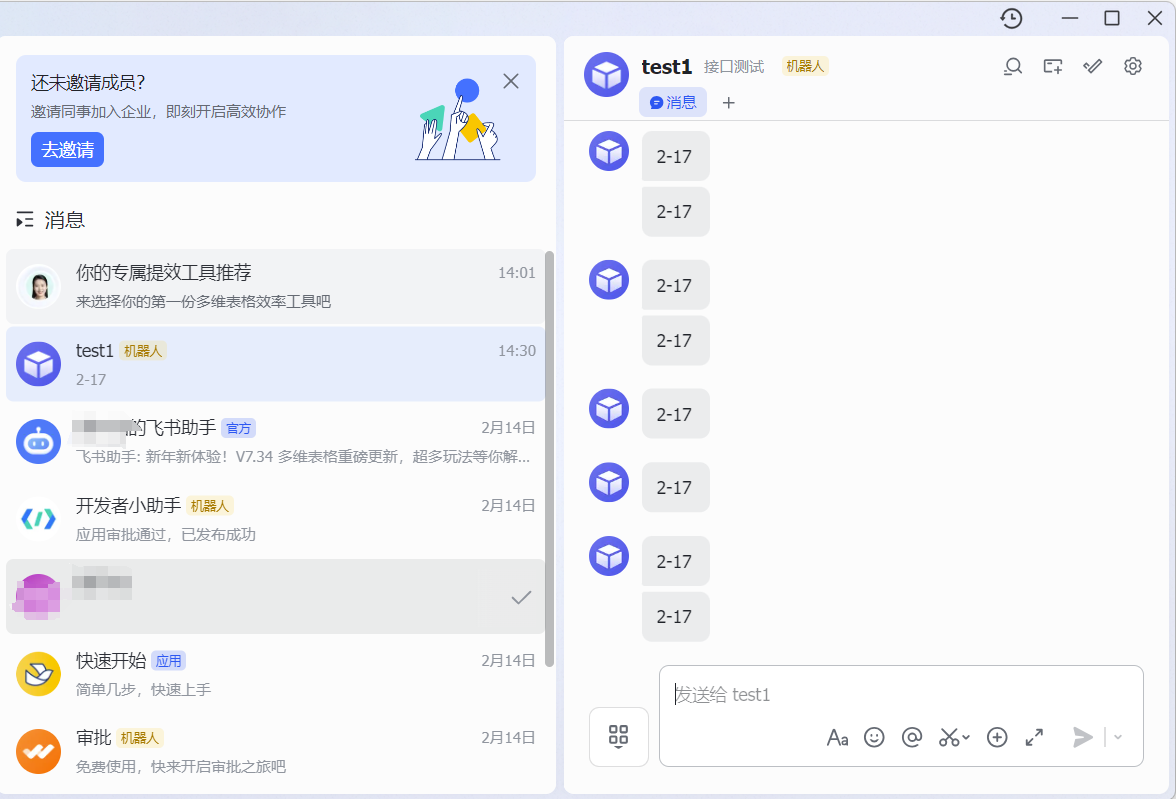 还未邀请成员?
邀请同事加入企业，即刻开启高效协作
去邀请
消息
你的专属提效工具推荐 14:01
来选择你的第一份多维表格效率工具吧
test1 机器人 14:30
2-17
的飞书助手 官方 2月14日
飞书助手: 新年新体验！V7.34 多维表格重磅更新，超多玩法等你解...
开发者小助手 机器人 2月14日
应用审批通过，已发布成功
快速开始 应用 2月14日
简单几步，快速上手
审批 机器人 2月14日
免费使用，快来开启审批之旅吧
test1 接口测试 机器人
消息
2-17
2-17
2-17
2-17
2-17
2-17
2-17
2-17
发送给 test1
Aa